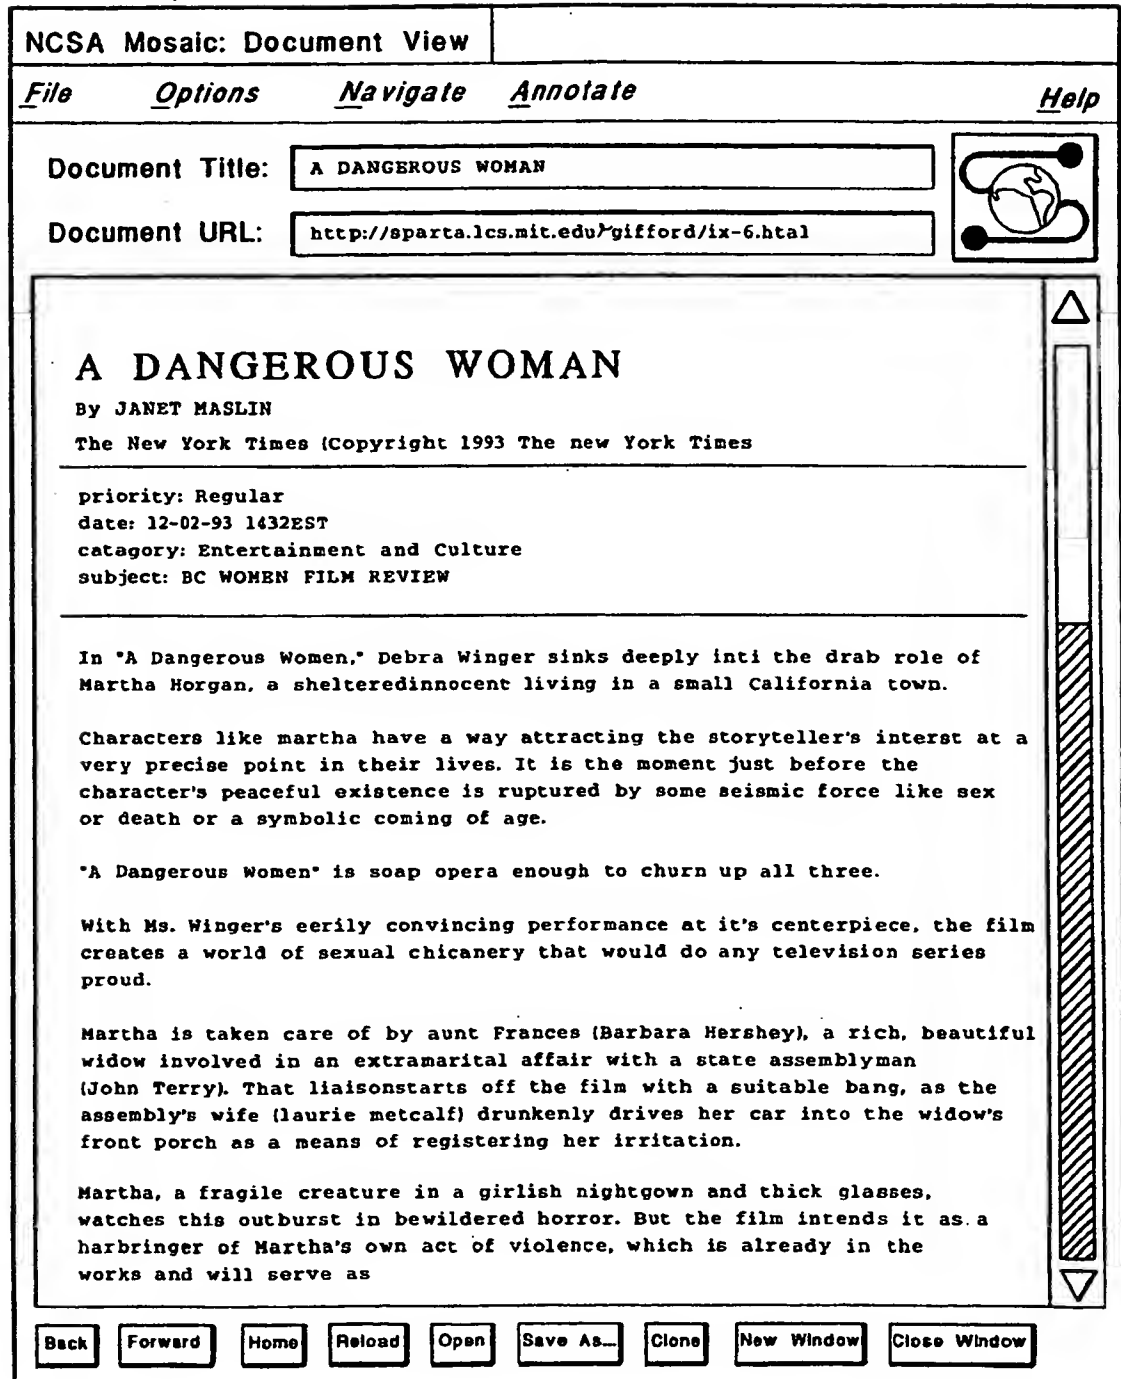 NCSA Mosaic: Document View
File Options Navigate Annotate Help
Document Title: A DANGEROUS WOMAN
Document URL: http://sparta.lcs.mit.edu/~gifford/ix-6.htal
A DANGEROUS WOMAN
By JANET MASLIN
The New York Times (Copyright 1993 The new York Times
priority: Regular
date: 12-02-93 1432EST
catagory: Entertainment and Culture
subject: BC WOMEN FILM REVIEW
In "A Dangerous Women," Debra Winger sinks deeply inti the drab role of
Martha Horgan, a shelteredinnocent living in a small California town.
Characters like martha have a way attracting the storyteller's interst at a
very precise point in their lives. It is the moment just before the
character's peaceful existence is ruptured by some seismic force like sex
or death or a symbolic coming of age.
"A Dangerous Women" is soap opera enough to churn up all three.
With Ms. Winger's eerily convincing performance at it's centerpiece, the film
creates a world of sexual chicanery that would do any television series
proud.
Martha is taken care of by aunt Frances (Barbara Hershey), a rich, beautiful
widow involved in an extramarital affair with a state assemblyman
(John Terry). That liaisonstarts off the film with a suitable bang, as the
assembly's wife (laurie metcalf) drunkenly drives her car into the widow's
front porch as a means of registering her irritation.
Martha, a fragile creature in a girlish nightgown and thick glasses,
watches this outburst in bewildered horror. But the film intends it as a
harbringer of Martha's own act of violence, which is already in the
works and will serve as
Back Forward Home Reload Open Save As... Clone New Window Close Window